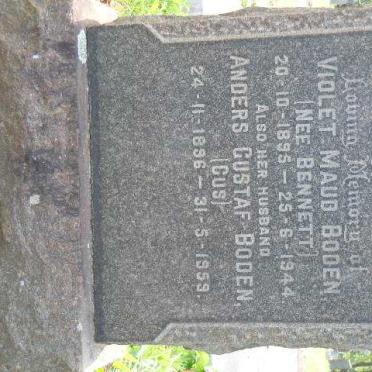 Loving Memory of
VIOLET MAUD BODEN
(NEE BENNETT)
20-10-1895 — 25-6-1944
ALSO HER HUSBAND
ANDERS GUSTAF BODEN
(GUS)
24-11-1896 — 31-5-1959.